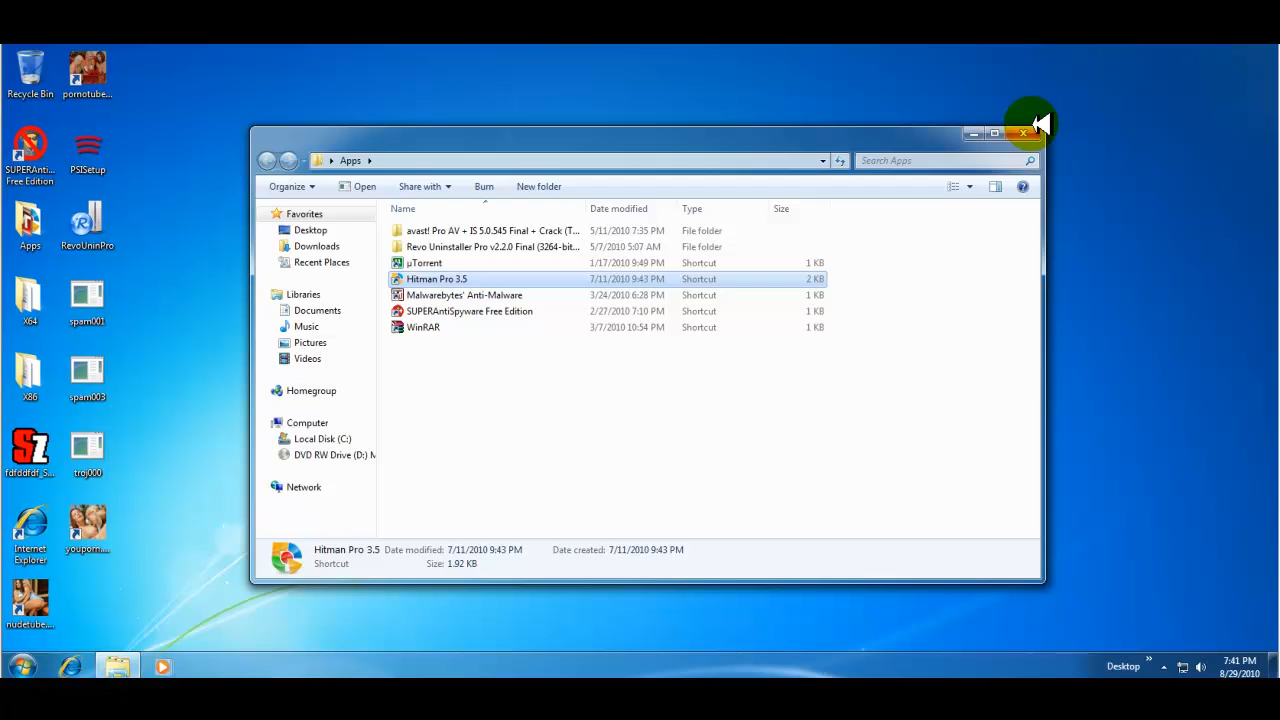 Recycle Bin
pornotube...
SUPERAnti...
Free Edition
PSISetup
Apps
RevoUninPro
X64
spam001
X86
spam003
fdfddfdf_S...
troj000
Internet
Explorer
youporn....
nudetube....
Apps
Search Apps
Organize
Open
Share with
Burn
New folder
Favorites
Desktop
Downloads
Recent Places
Libraries
Documents
Music
Pictures
Videos
Homegroup
Computer
Local Disk (C:)
DVD RW Drive (D:) M
Network
Name Date modified Type Size
avast! Pro AV + IS 5.0.545 Final + Crack (T... 5/11/2010 7:35 PM File folder
Revo Uninstaller Pro v2.2.0 Final (3264-bit... 5/7/2010 5:07 AM File folder
µTorrent 1/17/2010 9:49 PM Shortcut 1 KB
Hitman Pro 3.5 7/11/2010 9:43 PM Shortcut 2 KB
Malwarebytes' Anti-Malware 3/24/2010 6:28 PM Shortcut 1 KB
SUPERAntiSpyware Free Edition 2/27/2010 7:10 PM Shortcut 1 KB
WinRAR 3/7/2010 10:54 PM Shortcut 1 KB
Hitman Pro 3.5 Date modified: 7/11/2010 9:43 PM Date created: 7/11/2010 9:43 PM
Shortcut Size: 1.92 KB
Desktop
7:41 PM
8/29/2010